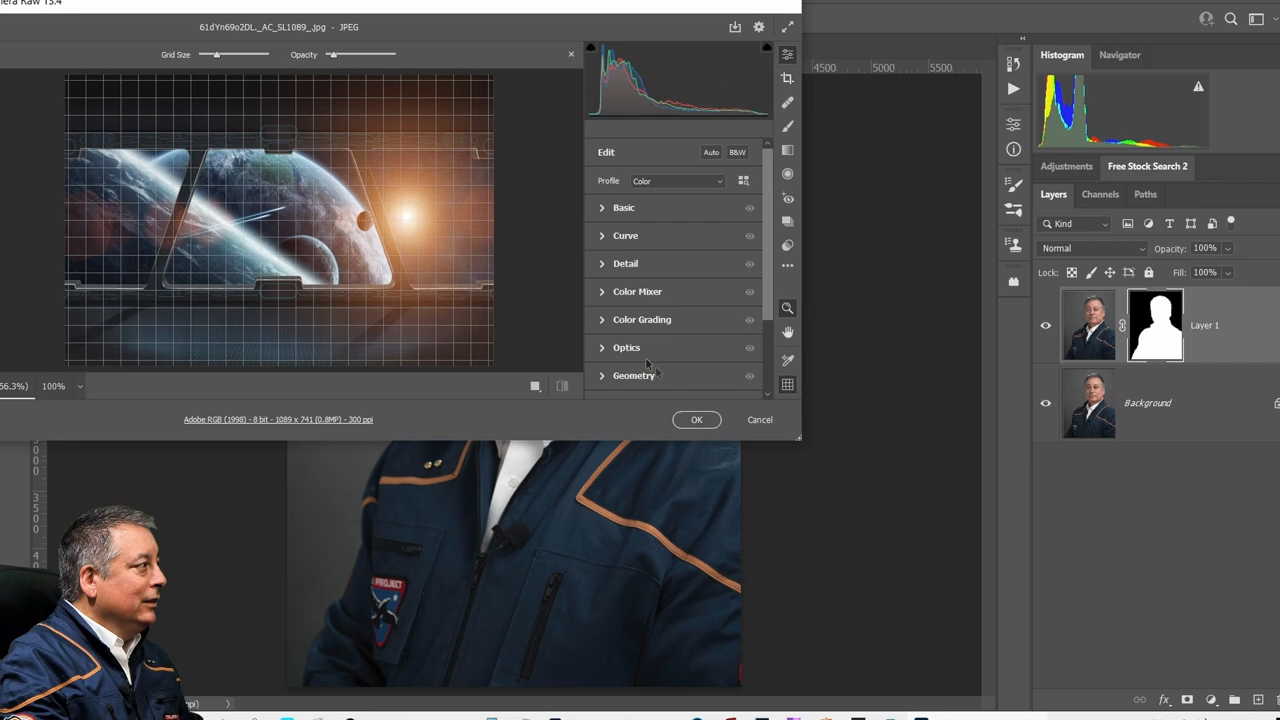 era Raw 13.4
61dYn69o2DL._AC_SL1089_.jpg - JPEG
Grid Size
Opacity
4500 5000 5500
Histogram Navigator
Edit Auto B&W
Profile Color
Basic
Curve
Detail
Color Mixer
Color Grading
Optics
Geometry
56.3%) 100%
Adobe RGB (1998) - 8 bit - 1089 x 741 (0.8MP) - 300 ppi
OK Cancel
Adjustments Free Stock Search 2
Layers Channels Paths
Kind
Normal Opacity: 100%
Lock: Fill: 100%
Layer 1
Background
PROJECT
ppi)
fx